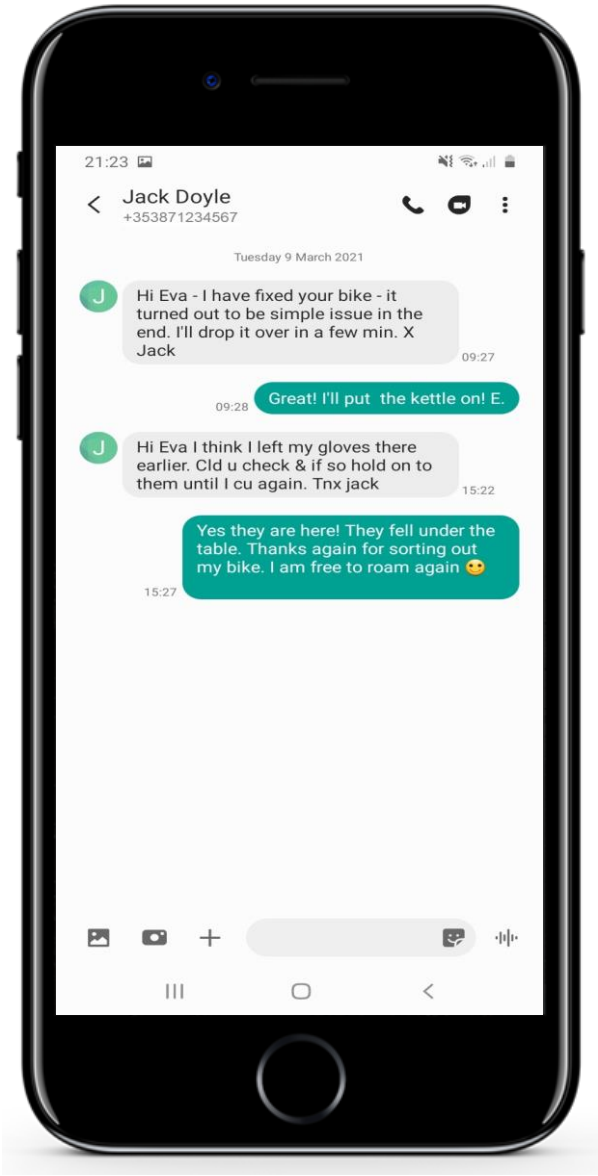 21:23
Jack Doyle
+353871234567
Tuesday 9 March 2021
J
Hi Eva - I have fixed your bike - it
turned out to be simple issue in the
end. I'll drop it over in a few min. X
Jack
09:27
Great! I'll put  the kettle on! E.
09:28
J
Hi Eva I think I left my gloves there
earlier. Cld u check & if so hold on to
them until I cu again. Tnx jack
15:22
Yes they are here! They fell under the
table. Thanks again for sorting out
my bike. I am free to roam again 🙂
15:27